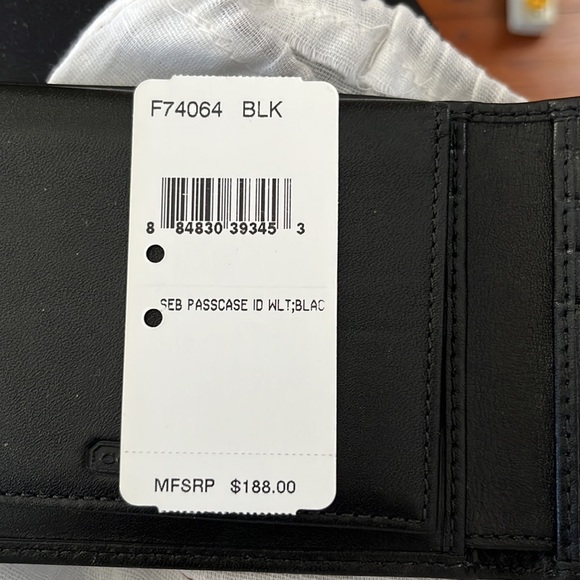 F74064 BLK
8 84830 39345 3
SEB PASSCASE ID WLT;BLAC
MFSRP $188.00